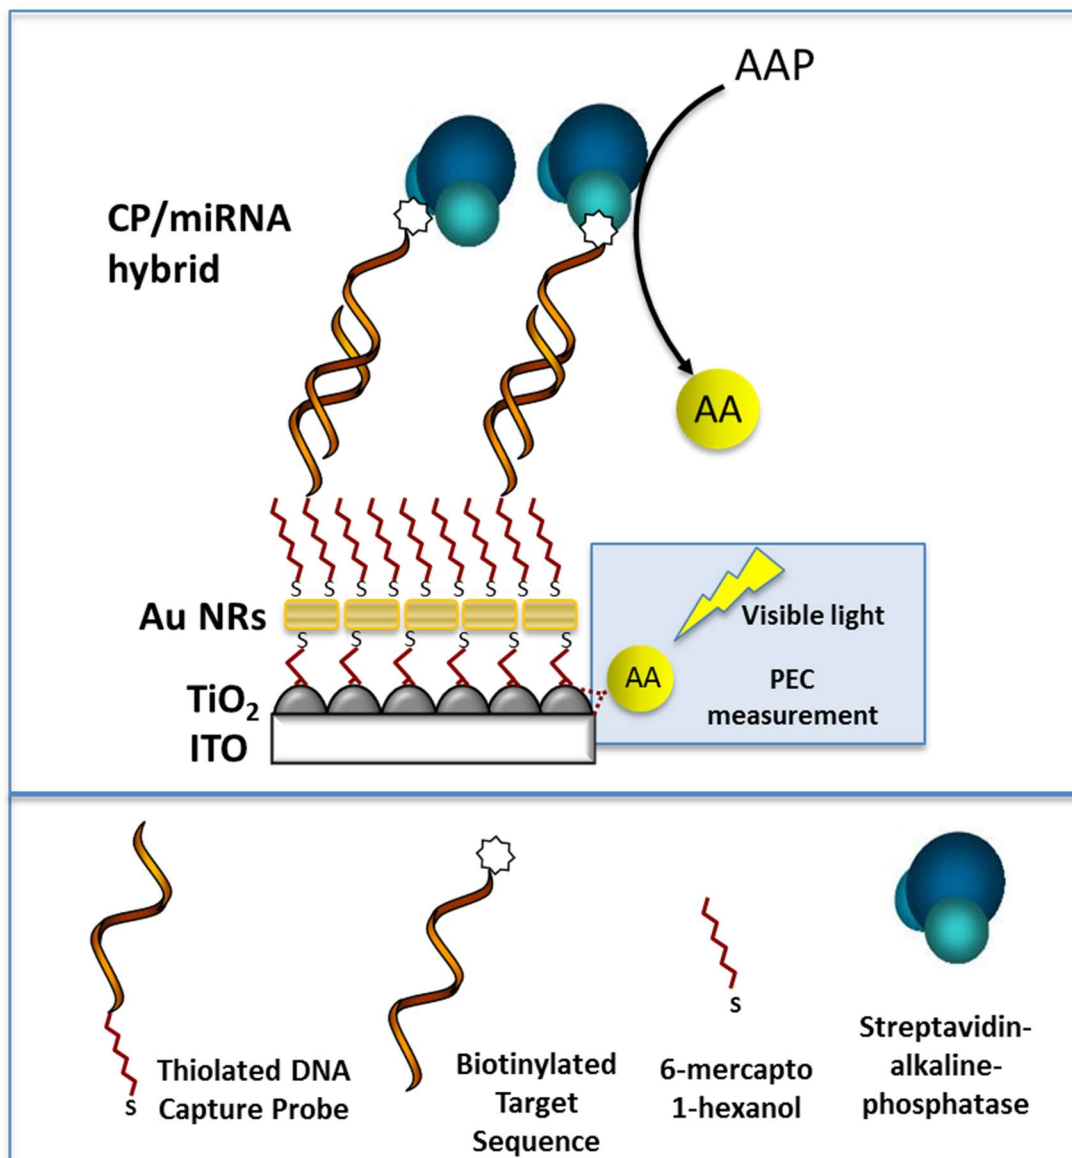 AAP
CP/miRNA
hybrid
AA
S S S S S S S S S
Au NRs
S S S S S S
Visible light
AA
TiO₂
PEC
measurement
ITO
S
Thiolated DNA
Capture Probe
Biotinylated
Target
Sequence
S
6-mercapto
1-hexanol
Streptavidin-
alkaline-
phosphatase